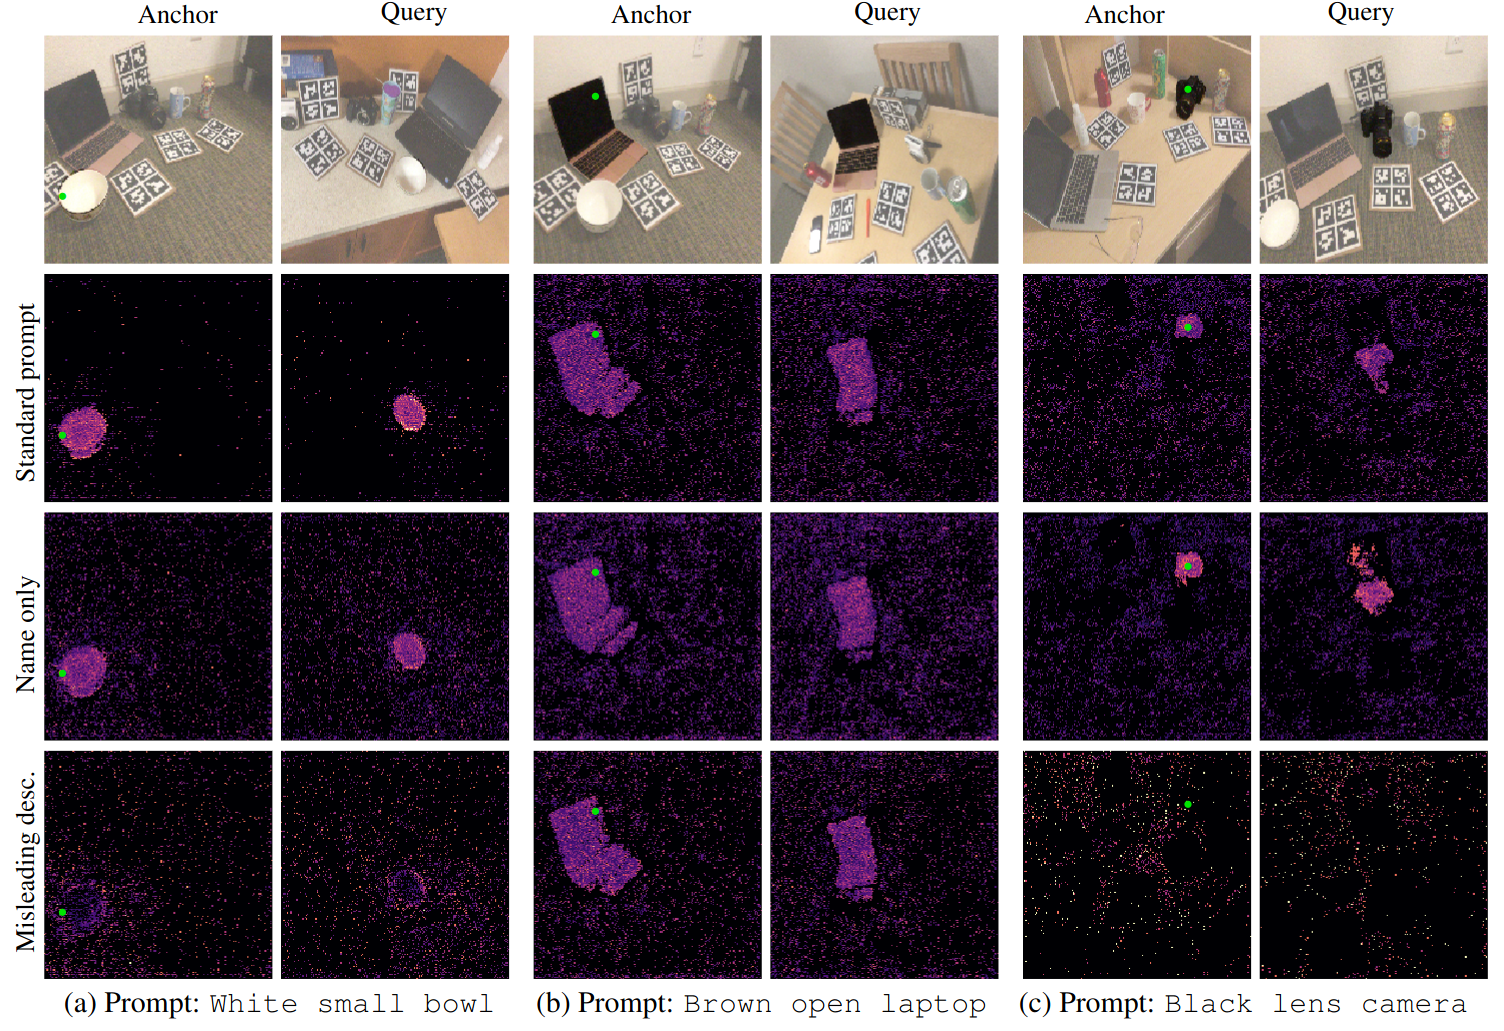 Anchor Query Anchor Query Anchor Query
Standard prompt
Name only
Misleading desc.
(a) Prompt: White small bowl (b) Prompt: Brown open laptop (c) Prompt: Black lens camera